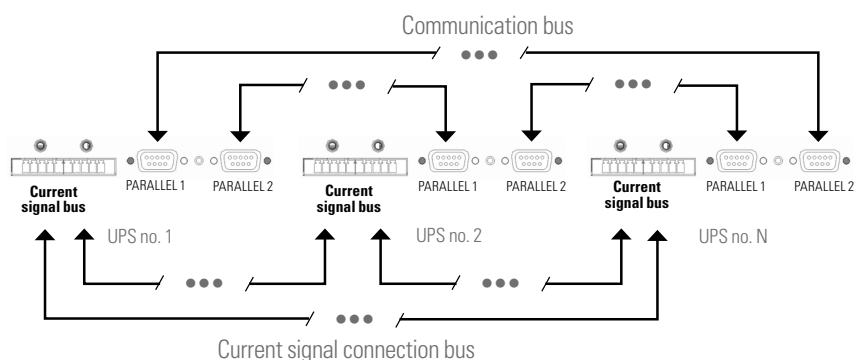 Communication bus
PARALLEL 1 PARALLEL 2 PARALLEL 1 PARALLEL 2 PARALLEL 1 PARALLEL 2
Current signal bus
Current signal bus
Current signal bus
UPS no. 1 UPS no. 2 UPS no. N
Current signal connection bus